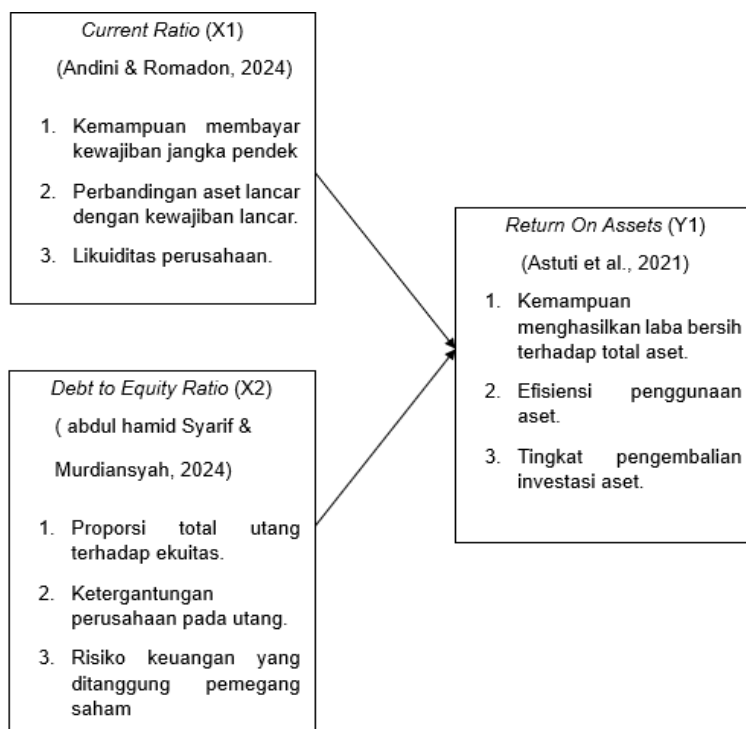 Current Ratio (X1)
(Andini & Romadon, 2024)
1. Kemampuan membayar
kewajiban jangka pendek
2. Perbandingan aset lancar
dengan kewajiban lancar.
3. Likuiditas perusahaan.
Debt to Equity Ratio (X2)
( abdul hamid Syarif &
Murdiansyah, 2024)
1. Proporsi total utang
terhadap ekuitas.
2. Ketergantungan
perusahaan pada utang.
3. Risiko keuangan yang
ditanggung pemegang
saham
Return On Assets (Y1)
(Astuti et al., 2021)
1. Kemampuan
menghasilkan laba bersih
terhadap total aset.
2. Efisiensi penggunaan
aset.
3. Tingkat pengembalian
investasi aset.